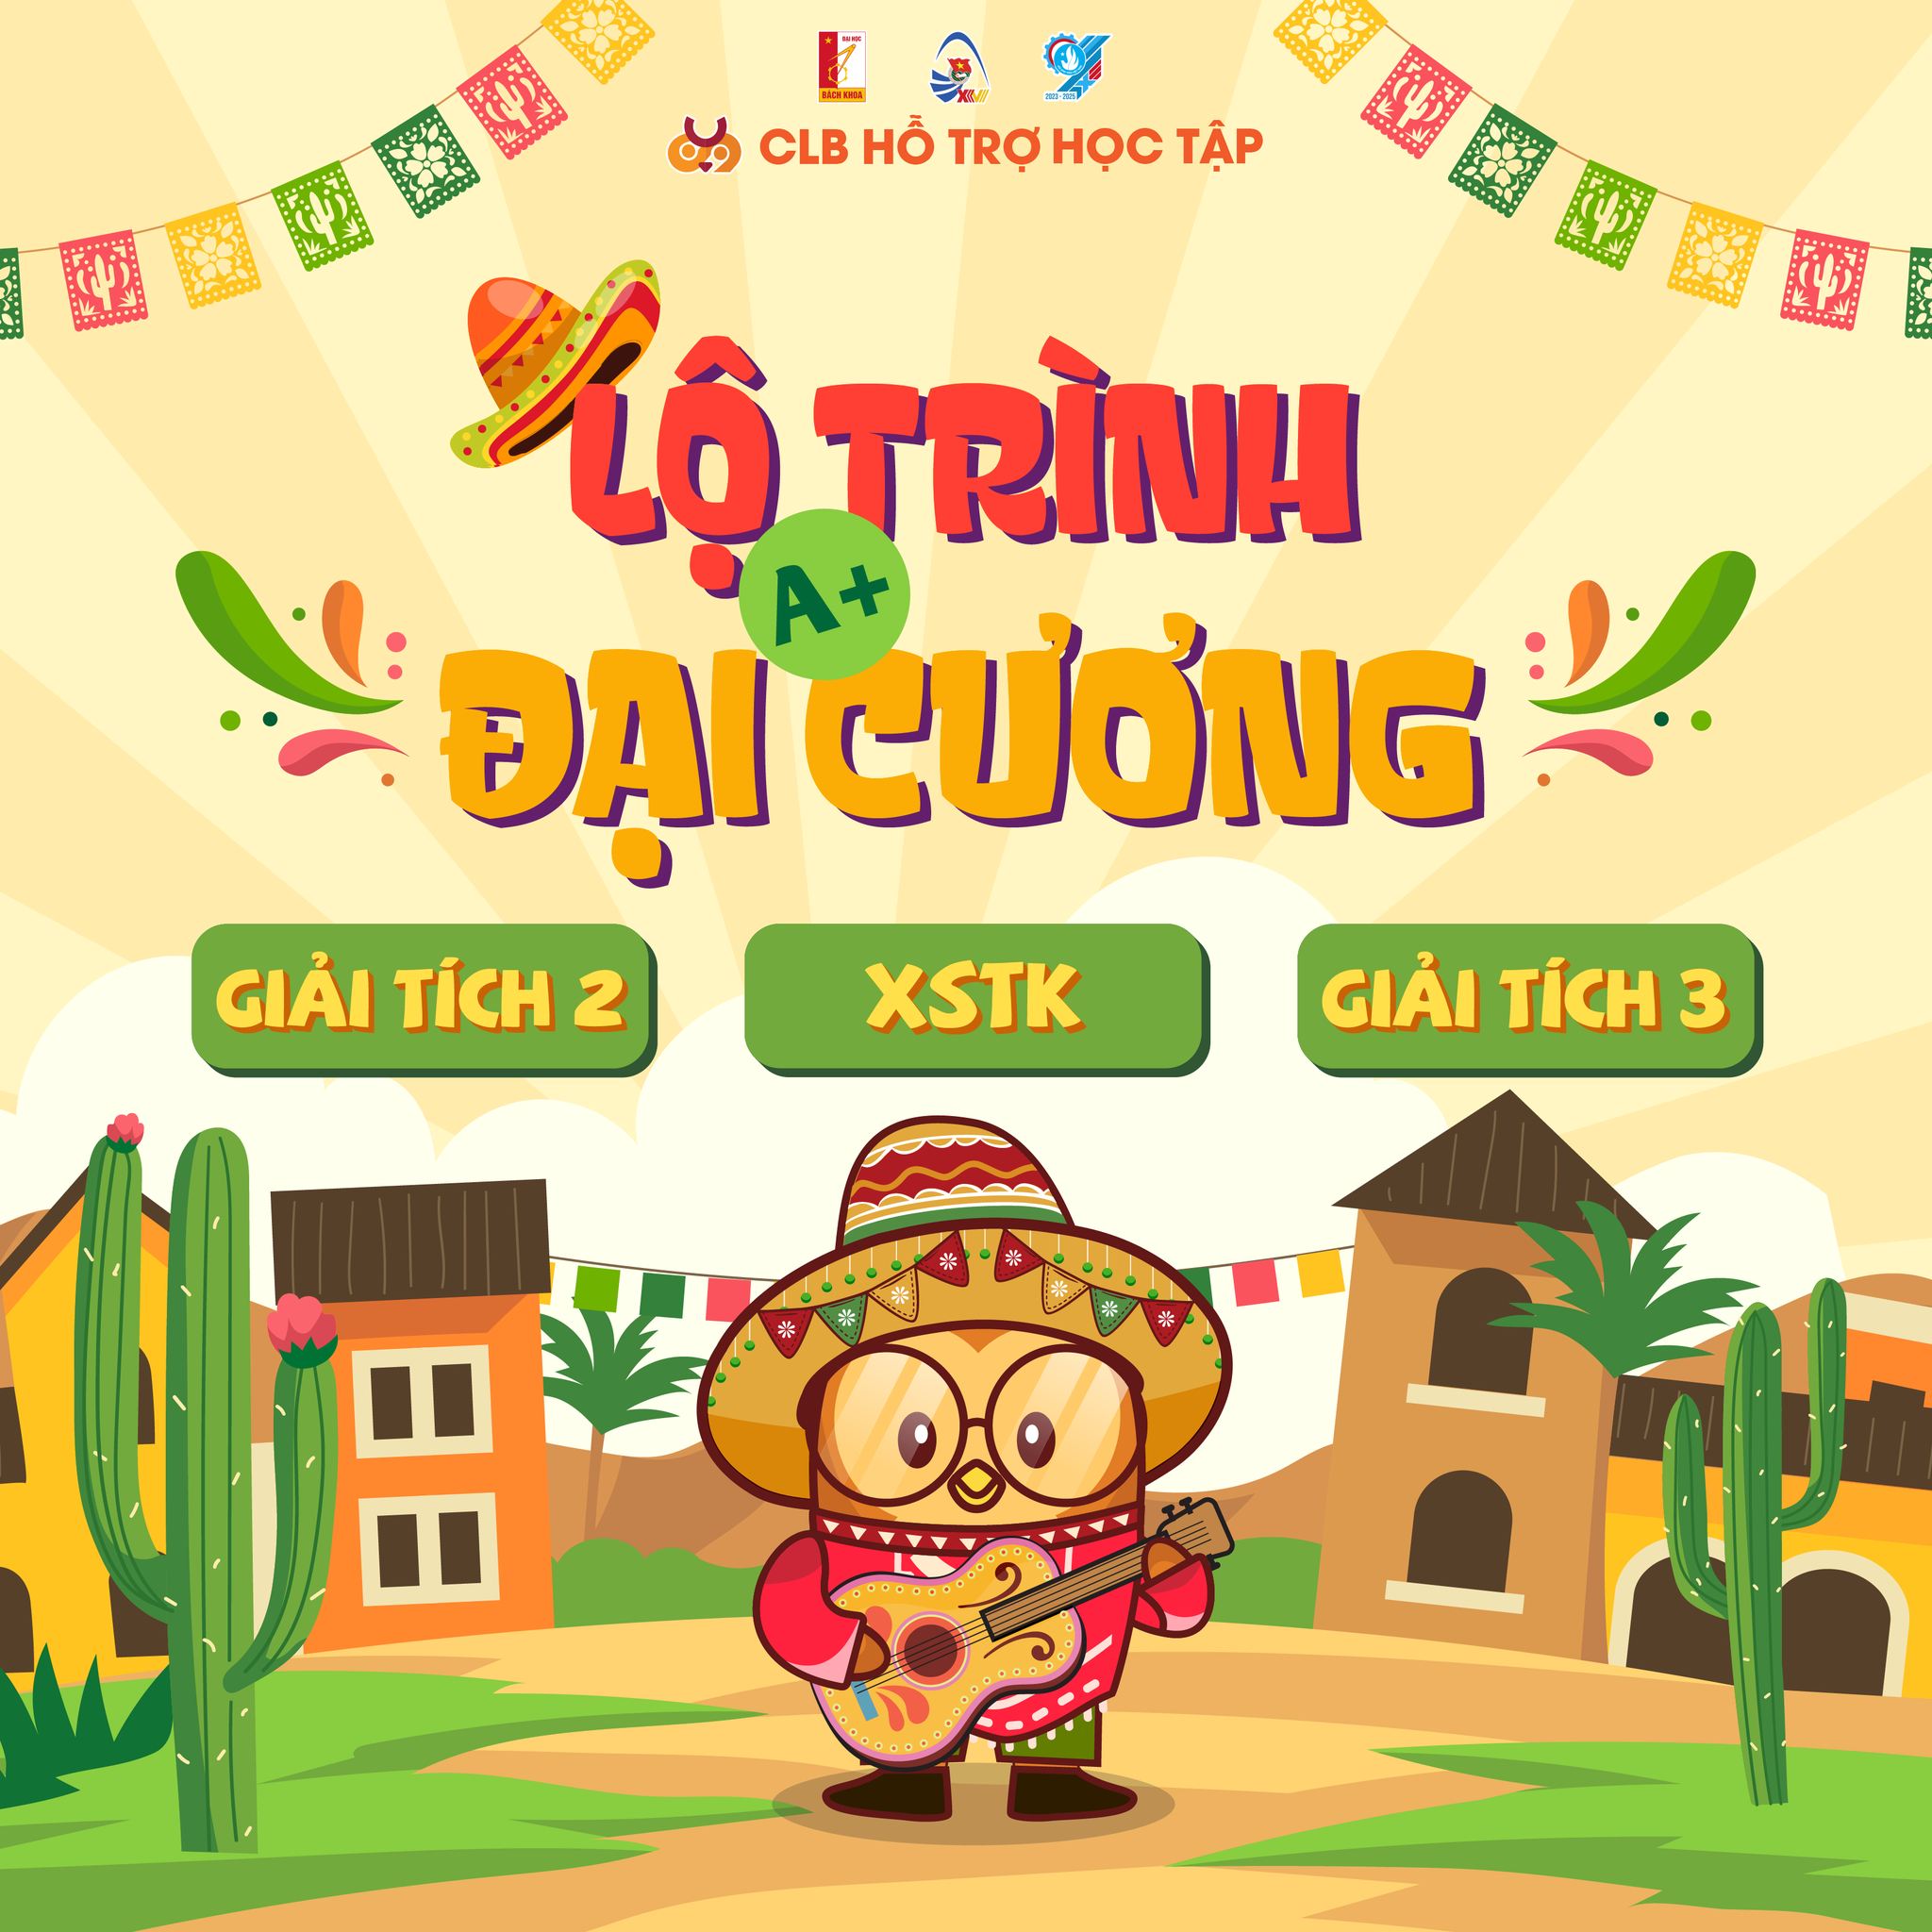 ĐẠI HỌC
BÁCH KHOA
XXVII
2023 - 2025
CLB HỖ TRỢ HỌC TẬP
LỘ TRÌNH
A+
ĐẠI CƯƠNG
GIẢI TÍCH 2
XSTK
GIẢI TÍCH 3